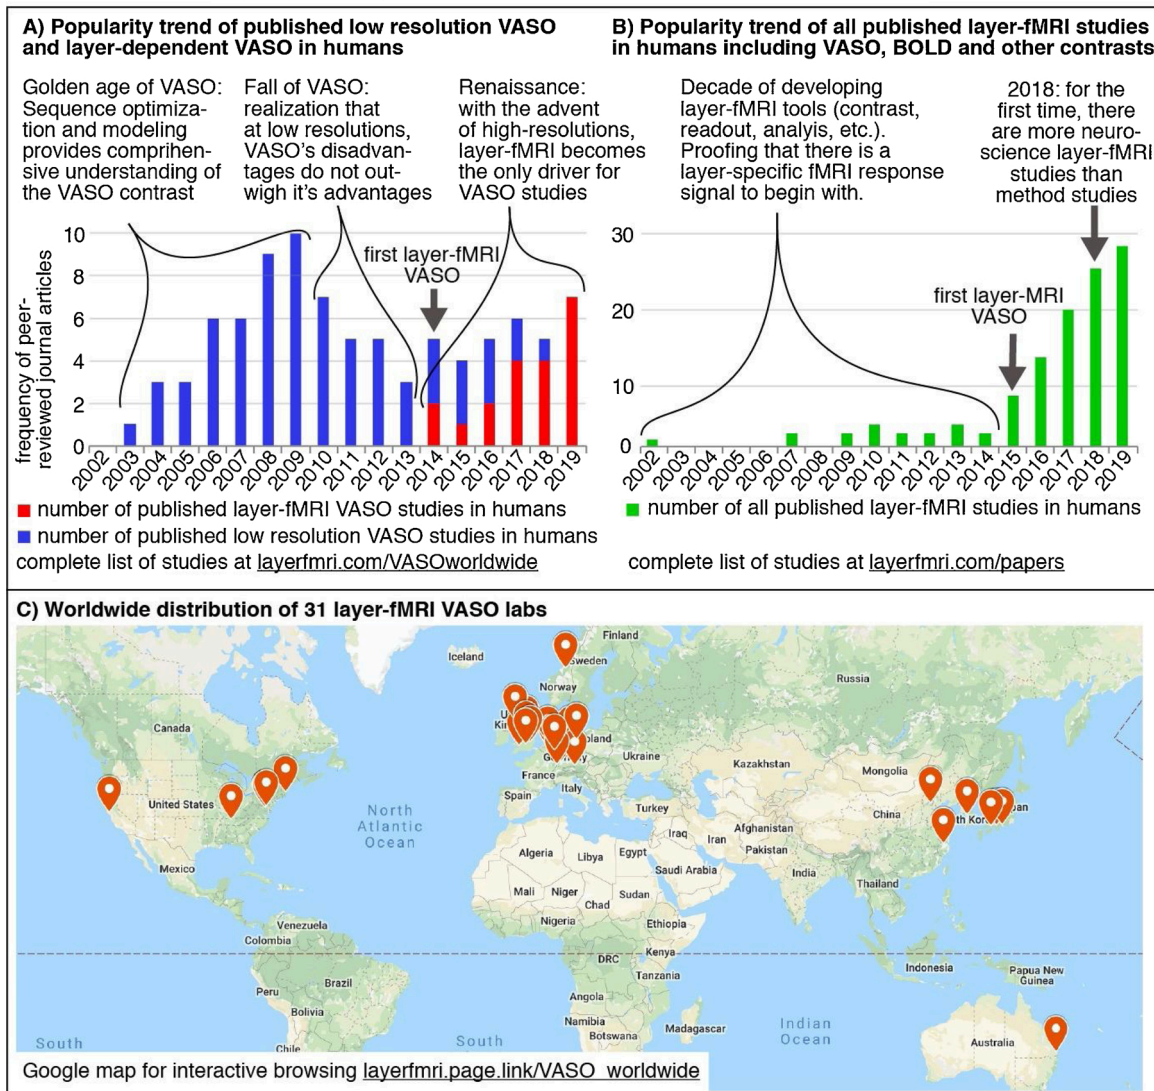 A) Popularity trend of published low resolution VASO
and layer-dependent VASO in humans
Golden age of VASO:
Sequence optimiza-
tion and modeling
provides comprihen-
sive understanding of
the VASO contrast
Fall of VASO:
realization that
at low resolutions,
VASO's disadvan-
tages do not out-
wigh it's advantages
Renaissance:
with the advent
of high-resolutions,
layer-fMRI becomes
the only driver for
VASO studies
first layer-fMRI
VASO
frequency of peer-
reviewed journal articles
10
8
6
4
2
0
2002
2003
2004
2005
2006
2007
2008
2009
2010
2011
2012
2013
2014
2015
2016
2017
2018
2019
number of published layer-fMRI VASO studies in humans
number of published low resolution VASO studies in humans
complete list of studies at layerfmri.com/VASOworldwide
B) Popularity trend of all published layer-fMRI studies
in humans including VASO, BOLD and other contrasts
Decade of developing
layer-fMRI tools (contrast,
readout, analyis, etc.).
Proofing that there is a
layer-specific fMRI response
signal to begin with.
2018: for the
first time, there
are more neuro-
science layer-fMRI
studies than
method studies
first layer-MRI
VASO
30
20
10
0
2002
2003
2004
2005
2006
2007
2008
2009
2010
2011
2012
2013
2014
2015
2016
2017
2018
2019
number of all published layer-fMRI studies in humans
complete list of studies at layerfmri.com/papers
C) Worldwide distribution of 31 layer-fMRI VASO labs
Iceland
Finland
Sweden
Norway
Russia
Canada
Ukraine
Kazakhstan
Mongolia
France
Italy
Spain
Turkey
United States
North
Atlantic
Ocean
China
Iraq
Iran
Afghanistan
Pakistan
Algeria
Libya
Egypt
Saudi Arabia
India
Mexico
Mali
Niger
Chad
Sudan
Thailand
Nigeria
Ethiopia
Venezuela
Colombia
DRC
Kenya
Tanzania
Indonesia
Papua New
Guinea
Brazil
Peru
Bolivia
Angola
Namibia
Botswana
Madagascar
Indian
Ocean
Australia
Chile
South
South
Google map for interactive browsing layerfmri.page.link/VASO_worldwide